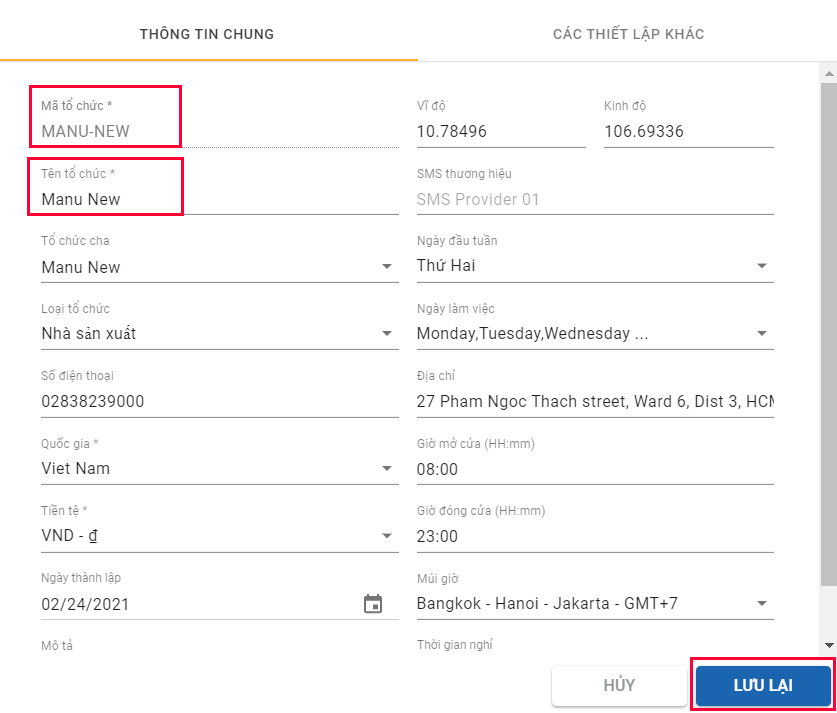 THÔNG TIN CHUNG
CÁC THIẾT LẬP KHÁC
Mã tổ chức *
MANU-NEW
Vĩ độ
10.78496
Kinh độ
106.69336
Tên tổ chức *
Manu New
SMS thương hiệu
SMS Provider 01
Tổ chức cha
Manu New
Ngày đầu tuần
Thứ Hai
Loại tổ chức
Nhà sản xuất
Ngày làm việc
Monday,Tuesday,Wednesday ...
Số điện thoại
02838239000
Địa chỉ
27 Pham Ngoc Thach street, Ward 6, Dist 3, HCM
Quốc gia *
Viet Nam
Giờ mở cửa (HH:mm)
08:00
Tiền tệ *
VND - ₫
Giờ đóng cửa (HH:mm)
23:00
Ngày thành lập
02/24/2021
Múi giờ
Bangkok - Hanoi - Jakarta - GMT+7
Mô tả
Thời gian nghỉ
HỦY
LƯU LẠI